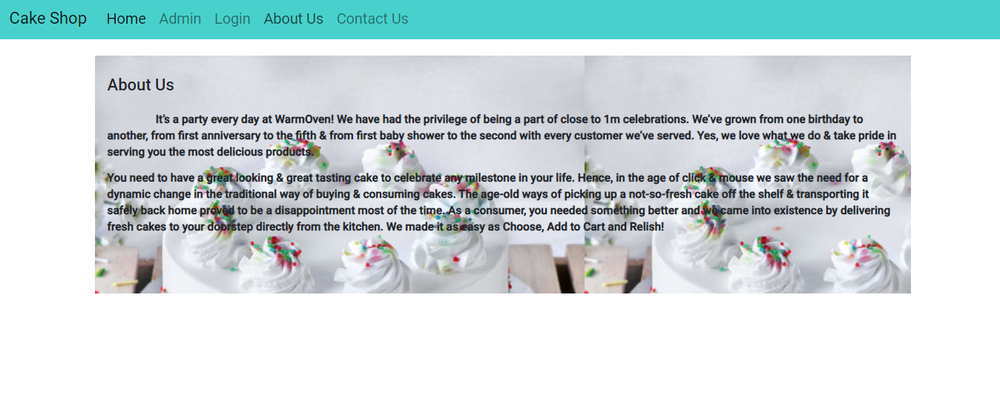 Cake Shop Home Admin Login About Us Contact Us
About Us
It's a party every day at WarmOven! We have had the privilege of being a part of close to 1m celebrations. We've grown from one birthday to
another, from first anniversary to the fifth & from first baby shower to the second with every customer we've served. Yes, we love what we do & take pride in
serving you the most delicious products.
You need to have a great looking & great tasting cake to celebrate any milestone in your life. Hence, in the age of click & mouse we saw the need for a
dynamic change in the traditional way of buying & consuming cakes. The age-old ways of picking up a not-so-fresh cake off the shelf & transporting it
safely back home proved to be a disappointment most of the time. As a consumer, you needed something better and we came into existence by delivering
fresh cakes to your doorstep directly from the kitchen. We made it as easy as Choose, Add to Cart and Relish!